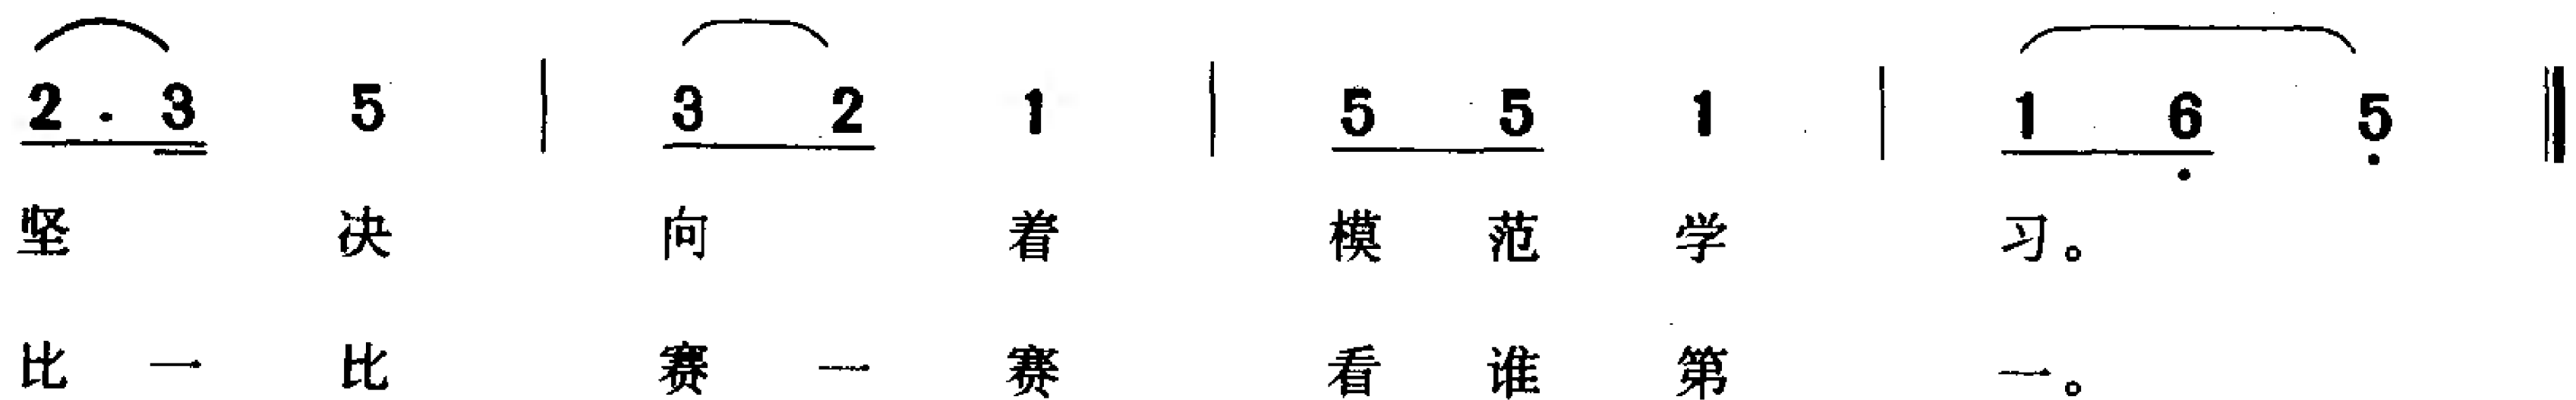 2 . 3 5 | 3 2 1 | 5 5 1 | 1 6 5 ‖
坚 决 向 着 模 范 学 习。
比 一 比 赛 一 赛 看 谁 第 一。